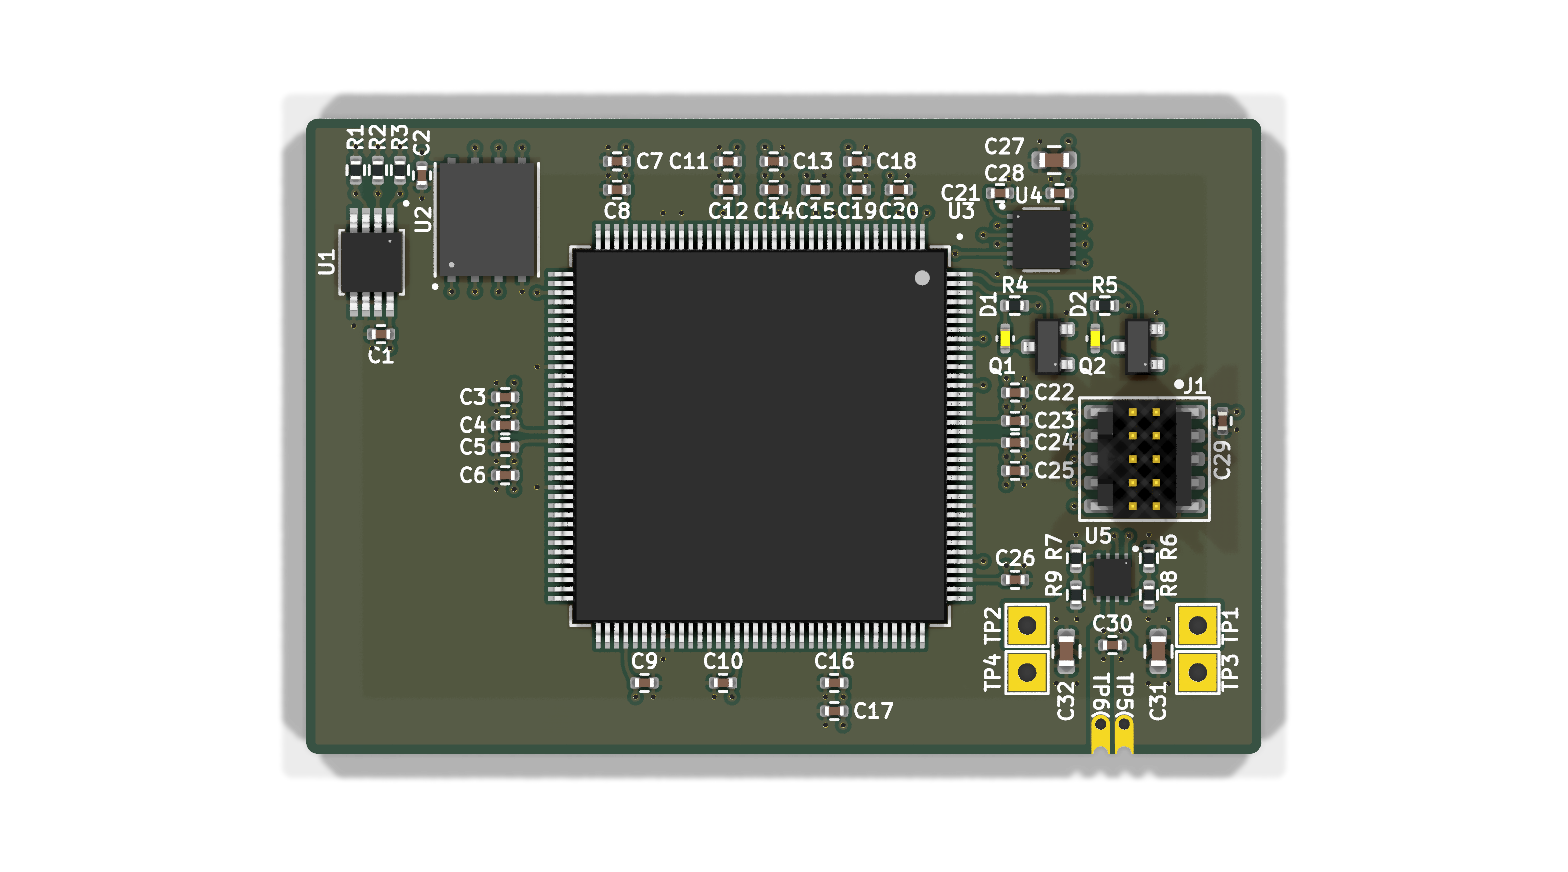 R1 R2 R3 C2
C27
C7 C11 C13 C18
C28
C21 U4
U2
C8 C12 C14 C15 C19 C20 U3
U1
R4 R5
D1 D2
C1
Q1 Q2
J1
C3 C22
C4 C23
C5 C24
C6 C25
C29
U5
R7 R6
C26
R9 R8
TP2 C30 TP1
C9 C10 C16
TP4 TP3
C32 TP6 TP5 C31
C17